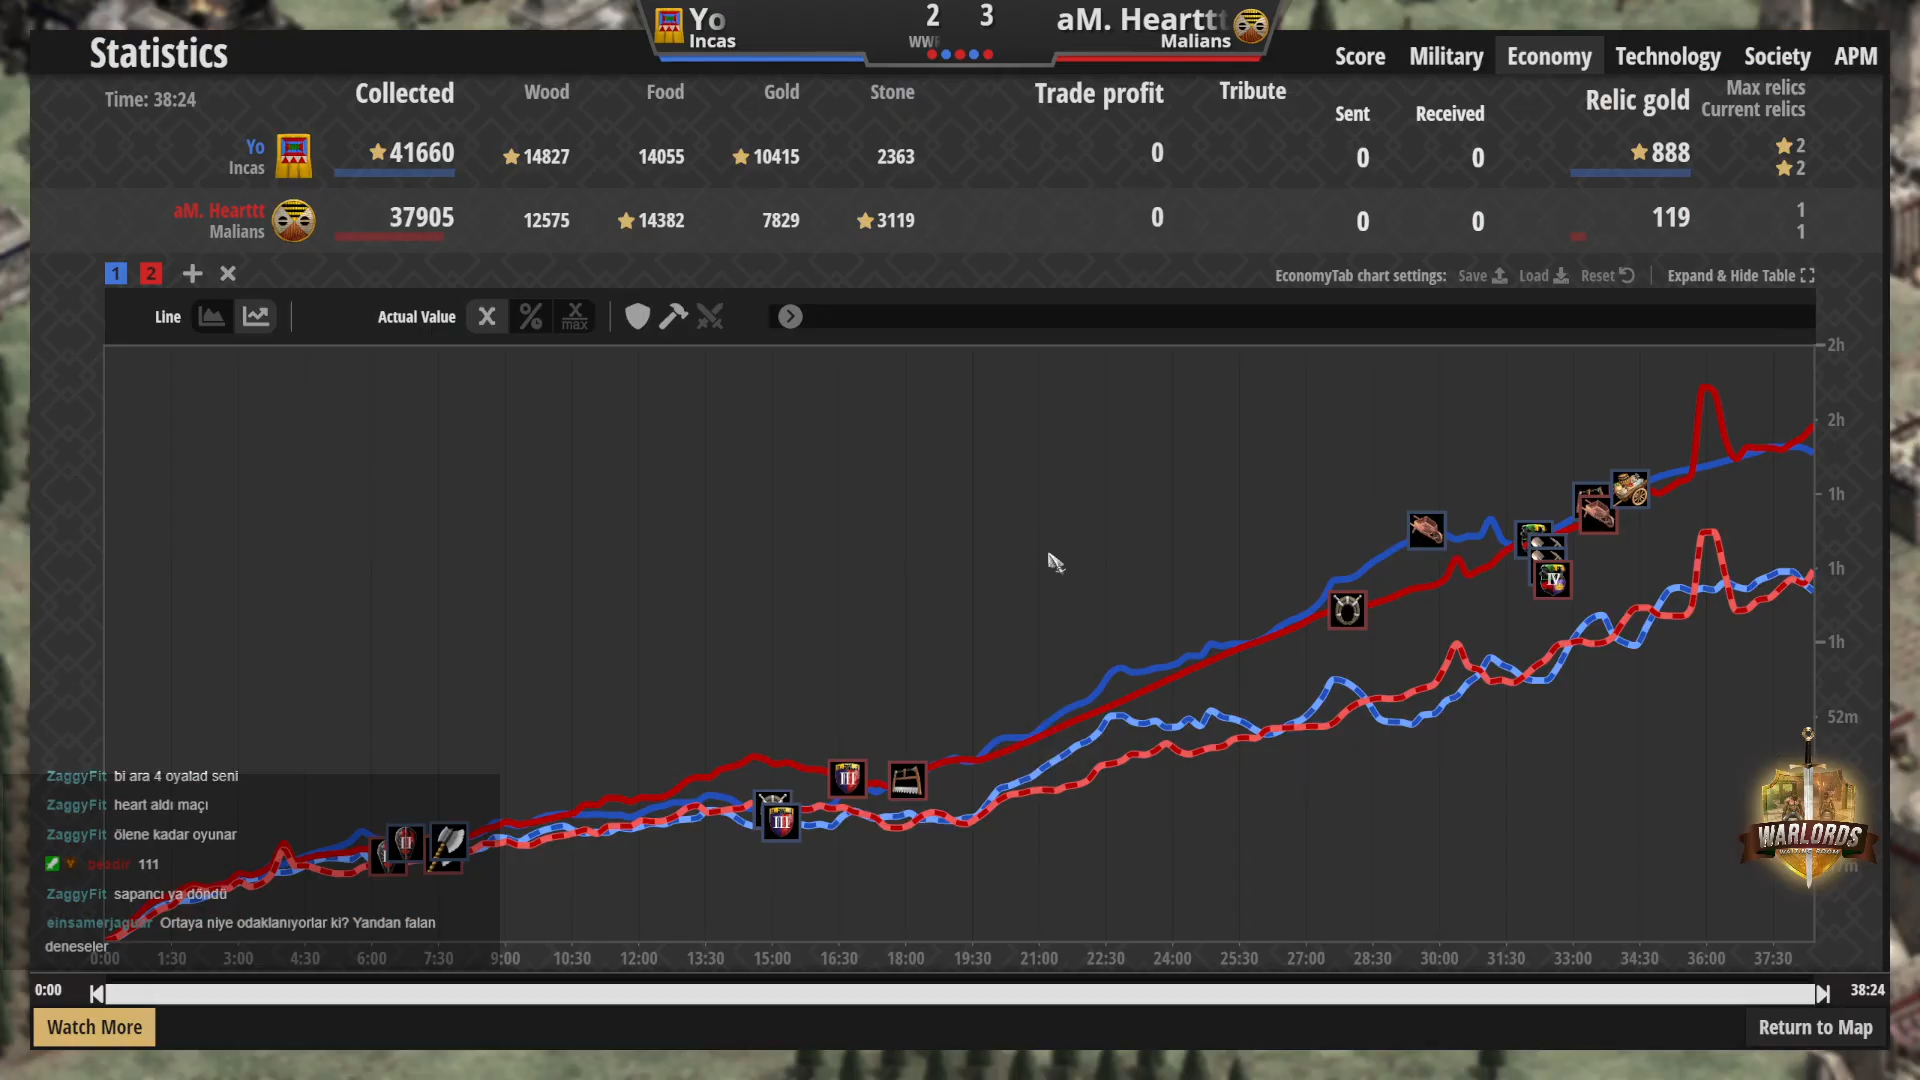 Yo
Incas
2 3
WW
aM. Hearttt
Malians
Statistics
Score Military Economy Technology Society APM
Time: 38:24
Collected Wood Food Gold Stone Trade profit Tribute Sent Received Relic gold Max relics
Current relics
Yo
Incas
41660 14827 14055 10415 2363 0 0 0 888 2
2
aM. Hearttt
Malians
37905 12575 14382 7829 3119 0 0 0 119 1
1
1 2
EconomyTab chart settings: Save Load Reset Expand & Hide Table
Line Actual Value X % X
max
2h
2h
1h
1h
1h
52m
III
III
II
IV
WARLORDS
ZaggyFit bi ara 4 oyalad seni
ZaggyFit heart aldı maçı
ZaggyFit ölene kadar oyunar
111
ZaggyFit sapancı ya döndü
einsamerjaguar Ortaya niye odaklanıyorlar ki? Yandan falan
deneseler
0:00 1:30 3:00 4:30 6:00 7:30 9:00 10:30 12:00 13:30 15:00 16:30 18:00 19:30 21:00 22:30 24:00 25:30 27:00 28:30 30:00 31:30 33:00 34:30 36:00 37:30
0:00 38:24
Watch More
Return to Map